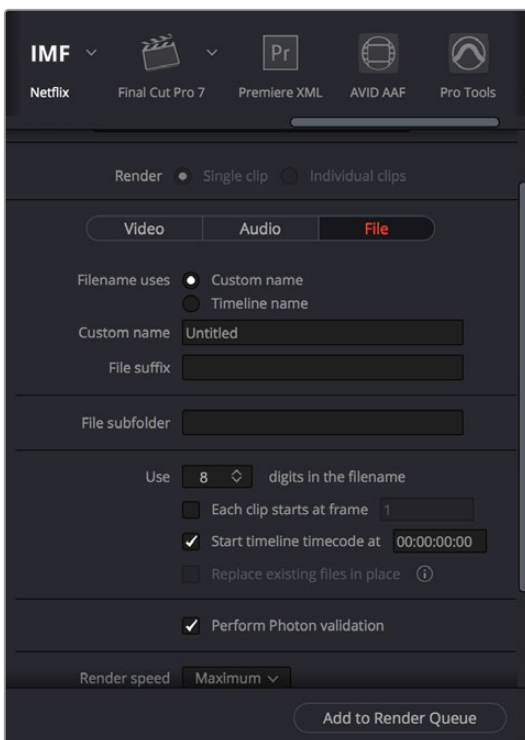 IMF
Pr
Netflix Final Cut Pro 7 Premiere XML AVID AAF Pro Tools
Render Single clip Individual clips
Video Audio File
Filename uses Custom name
Timeline name
Custom name Untitled
File suffix
File subfolder
Use 8 digits in the filename
Each clip starts at frame 1
Start timeline timecode at 00:00:00:00
Replace existing files in place
Perform Photon validation
Render speed Maximum
Add to Render Queue